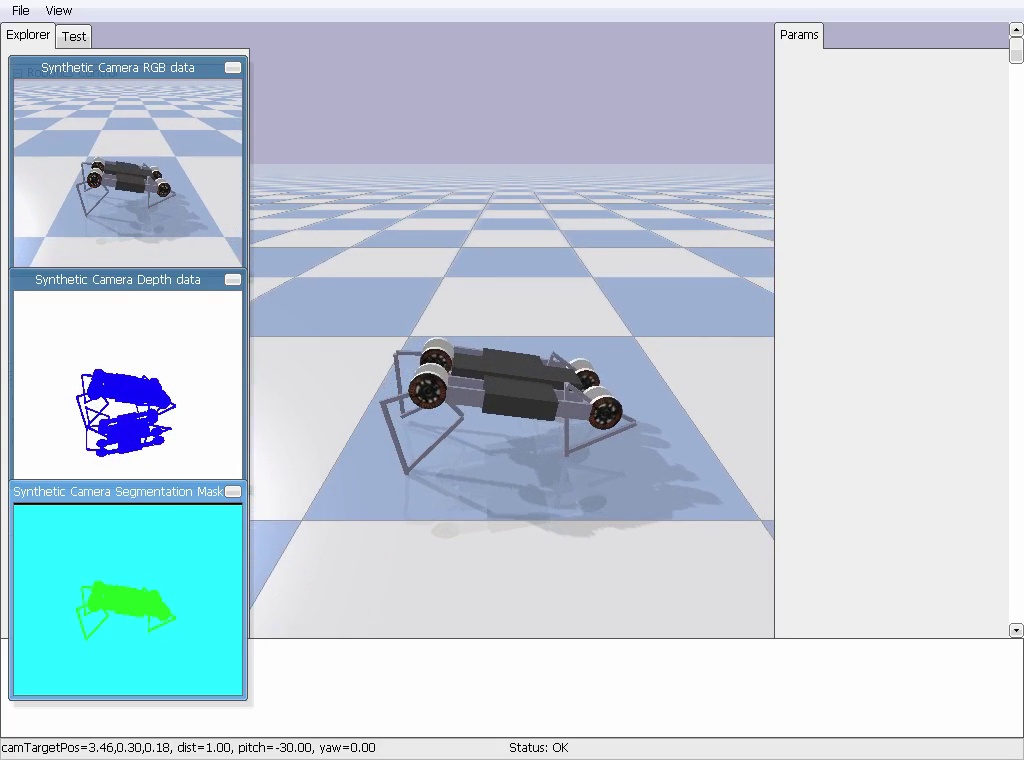 File View
Explorer Test
Params
Synthetic Camera RGB data
Synthetic Camera Depth data
Synthetic Camera Segmentation Mask
camTargetPos=3.46,0.30,0.18, dist=1.00, pitch=-30.00, yaw=0.00
Status: OK